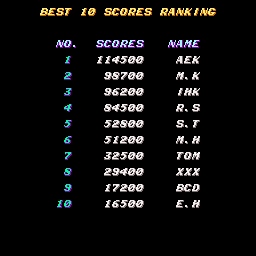 BEST 10 SCORES RANKING
NO. SCORES NAME
1 114500 AEK
2 98700 M.K
3 96200 IHK
4 84500 R.S
5 52800 S.T
6 51200 M.H
7 32500 TOM
8 29400 XXX
9 17200 BCD
10 16500 E.H